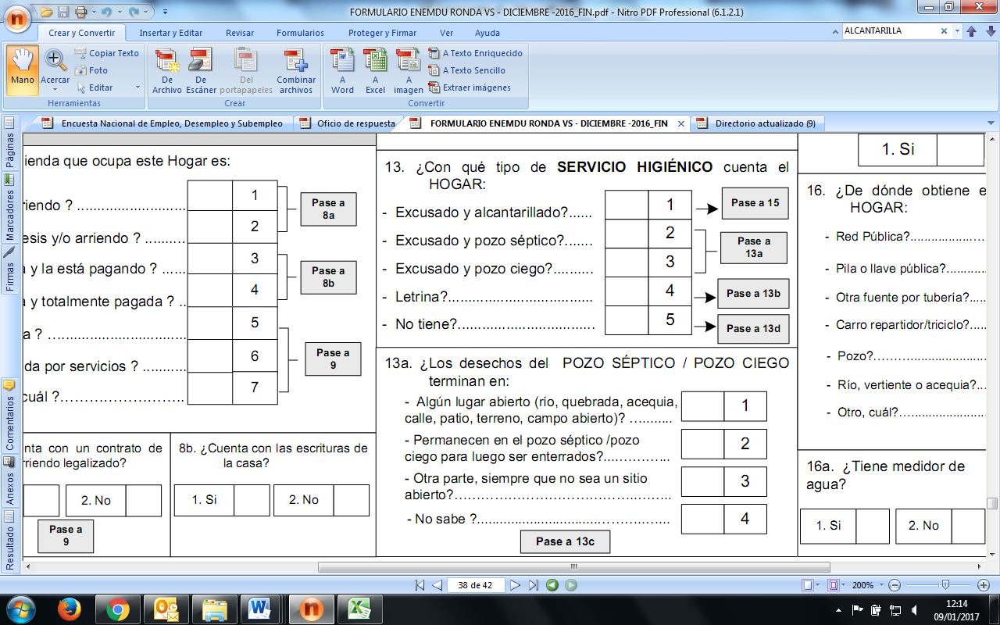 FORMULARIO ENEMDU RONDA VS - DICIEMBRE -2016_FIN.pdf - Nitro PDF Professional (6.1.2.1)
Crear y Convertir
Insertar y Editar
Revisar
Formularios
Proteger y Firmar
Ver
Ayuda
ALCANTARILLA
Mano
Acercar
Copiar Texto
Foto
Editar
Herramientas
De Archivo
De Escáner
Del portapapeles
Combinar archivos
Crear
A Word
A Excel
A imagen
A Texto Enriquecido
A Texto Sencillo
Extraer imágenes
Convertir
Encuesta Nacional de Empleo, Desempleo y Subempleo
Oficio de respuesta
FORMULARIO ENEMDU RONDA VS - DICIEMBRE -2016_FIN
Directorio actualizado (9)
Páginas
Marcadores
Firmas
Comentarios
Anexos
Resultado
ienda que ocupa este Hogar es:
riendo ? .......................... 1
esis y/o arriendo ? .......... 2
Pase a 8a
a y la está pagando ? ...... 3
a y totalmente pagada ? .. 4
Pase a 8b
a ? ................................ 5
da por servicios ? ........... 6
cuál ?............................ 7
Pase a 9
nta con un contrato de
rriendo legalizado?
2. No
Pase a 9
8b. ¿Cuenta con las escrituras de
la casa?
1. Si
2. No
13. ¿Con qué tipo de SERVICIO HIGIÉNICO cuenta el
HOGAR:
- Excusado y alcantarillado?...... 1 Pase a 15
- Excusado y pozo séptico?....... 2
- Excusado y pozo ciego?.......... 3
Pase a 13a
- Letrina?................................... 4 Pase a 13b
- No tiene?................................. 5 Pase a 13d
13a. ¿Los desechos del POZO SÉPTICO / POZO CIEGO
terminan en:
- Algún lugar abierto (río, quebrada, acequia,
calle, patio, terreno, campo abierto)? ........... 1
- Permanecen en el pozo séptico /pozo
ciego para luego ser enterrados?................ 2
- Otra parte, siempre que no sea un sitio
abierto?..................................................... 3
- No sabe ?............................................... 4
Pase a 13c
1. Si
16. ¿De dónde obtiene e
HOGAR:
- Red Pública?....................
- Pila o llave pública?...........
- Otra fuente por tubería?.....
- Carro repartidor/triciclo?....
- Pozo?..........................
- Río, vertiente o acequia?...
- Otro, cuál?.......................
16a. ¿Tiene medidor de
agua?
1. Si
2. No
38 de 42
200%
12:14
09/01/2017